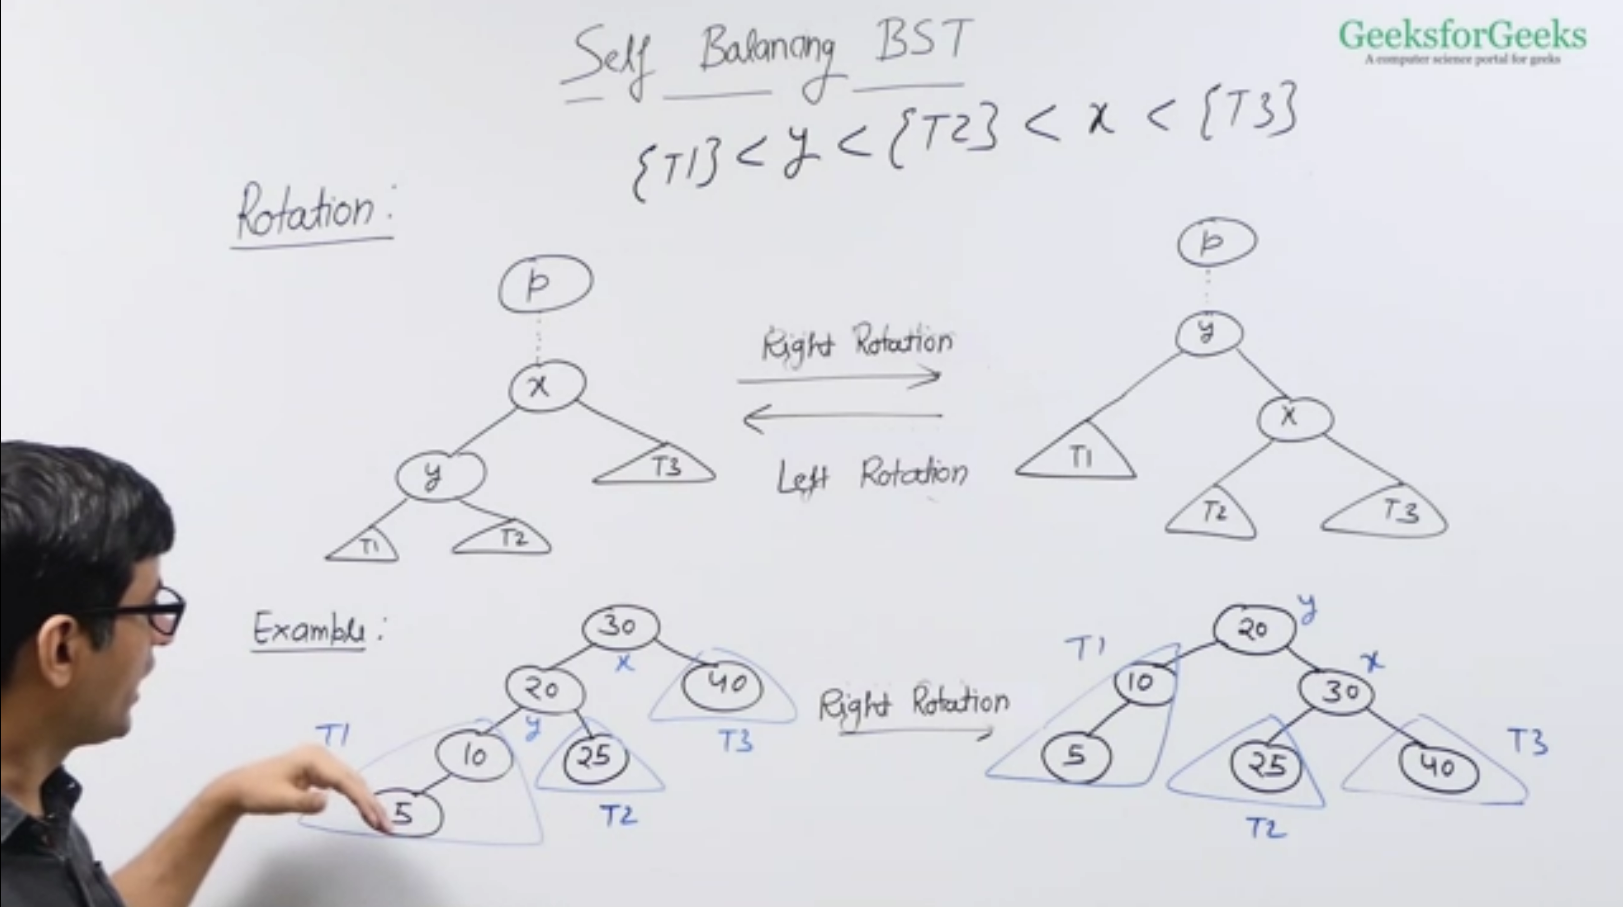 GeeksforGeeks
A computer science portal for geeks
Self Balancing BST
{T1} < y < {T2} < x < {T3}
Rotation:
p
x
y
T3
T1
T2
Right Rotation
Left Rotation
p
y
T1
x
T2
T3
Example:
30
x
20
40
y
T1
T3
10
25
5
T2
Right Rotation
20
y
T1
x
10
30
T3
5
25
40
T2